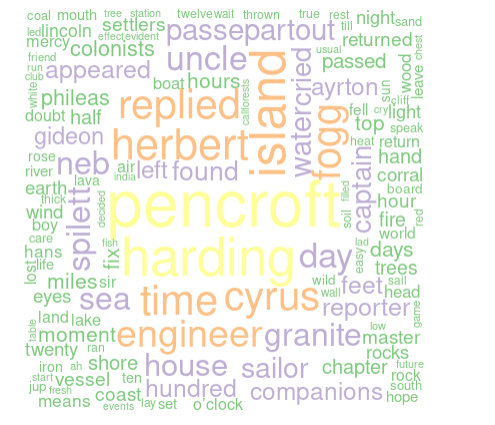 coal mouth tree station twelve wait thrown true rest night sand
led lincoln effect evident settlers passepartout till
mercy colonists uncle returned chest
friend appeared hours passed usual wood leave
run club boat ayrton sun cliff
white phileas replied island watercried light
doubt half californests fell cry top speak
gideon herbert fogg heat return
rose neb air left found hand
river lava india captain corral
earth thick decided pencroft soil filled board
wind hour
boy spilett fish fire red
care harding day easy lad world
hans fix days
lost life miles sir wild feet trees
eyes sea time cyrus wall sail head
land lake engineer granite reporter game
table moment low master
twenty ran rocks
iron ah shore house sailor chapter future
start vessel ten rock
jup fresh hundred companions south
means coast lay set o'clock hope
events